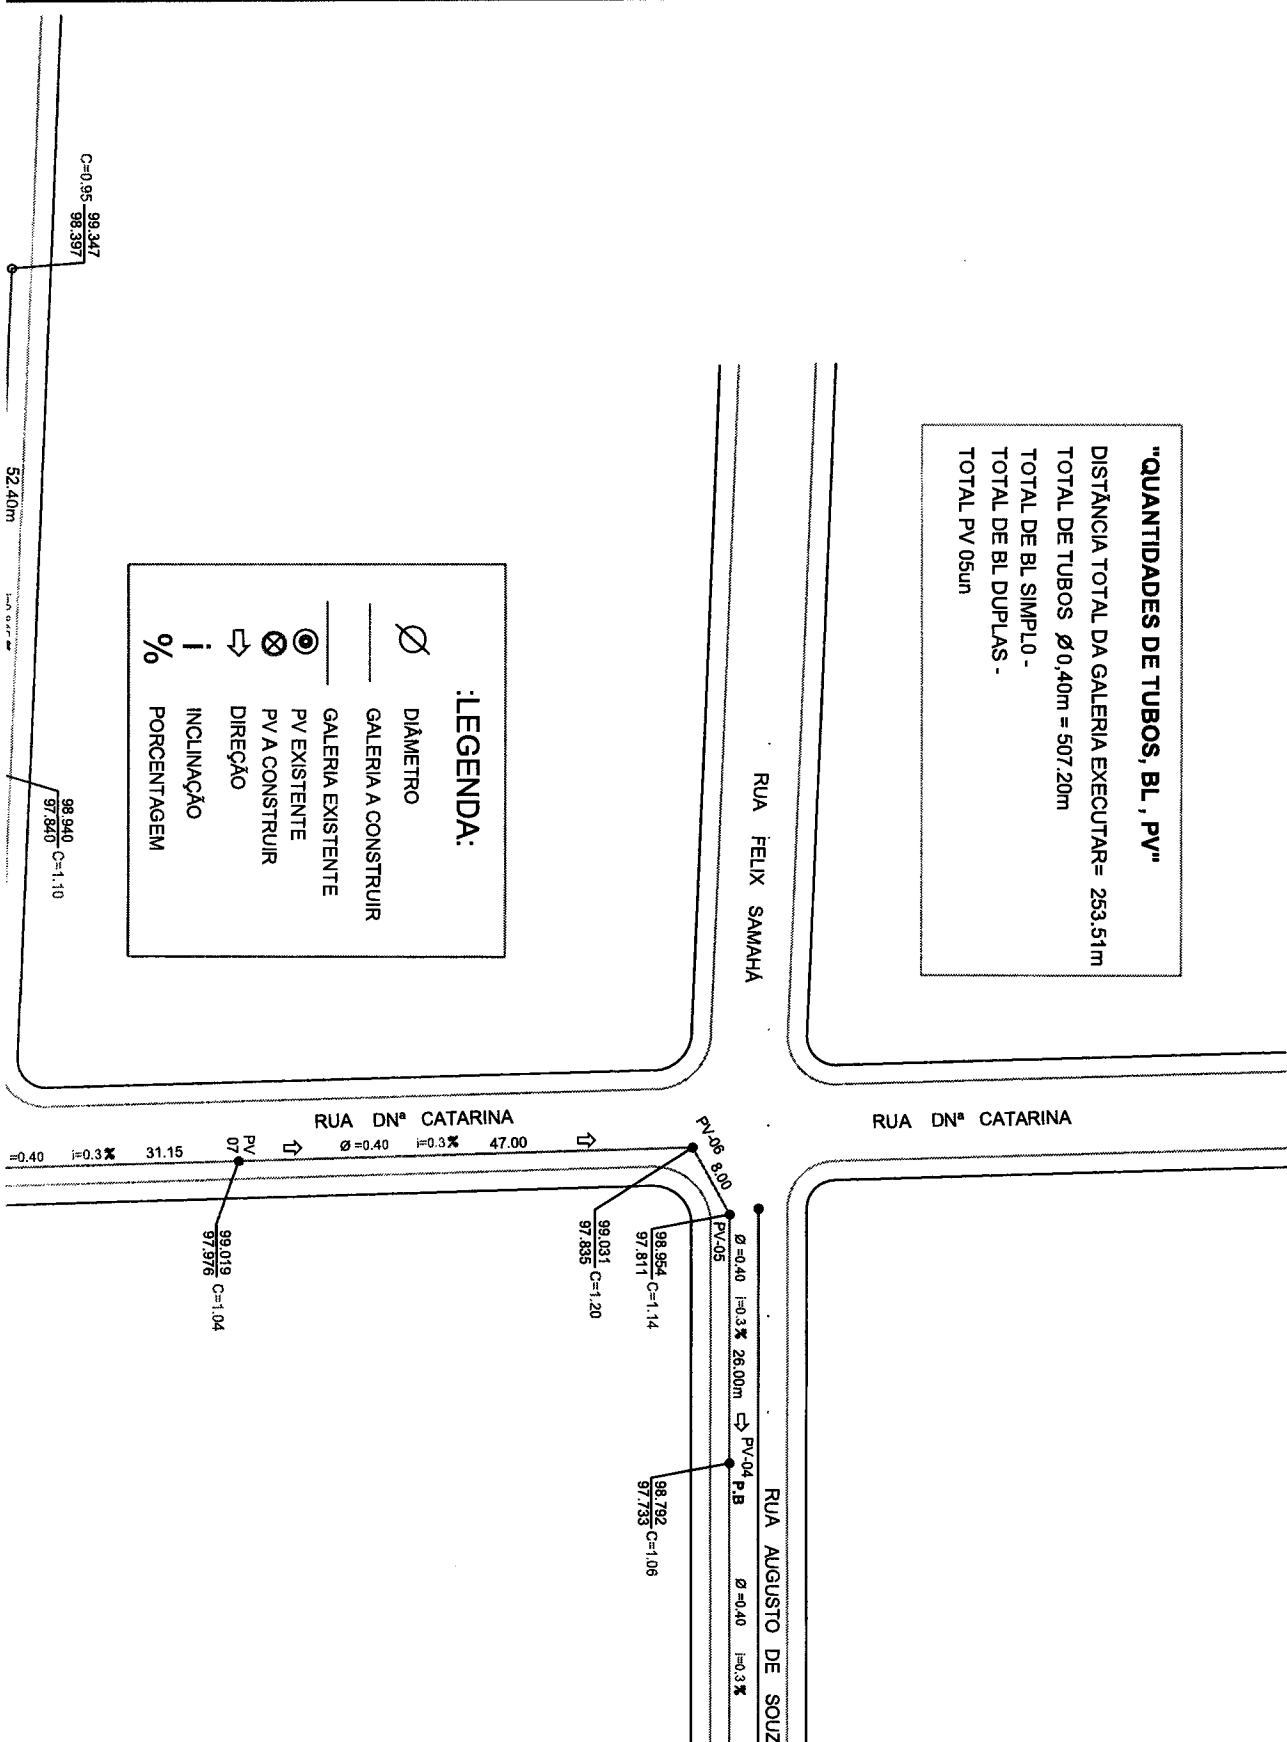 "QUANTIDADES DE TUBOS, BL , PV"
DISTÂNCIA TOTAL DA GALERIA EXECUTAR= 253.51m
TOTAL DE TUBOS Ø 0,40m = 507.20m
TOTAL DE BL SIMPLO -
TOTAL DE BL DUPLAS -
TOTAL PV 05un
:LEGENDA:
Ø DIÂMETRO
GALERIA A CONSTRUIR
GALERIA EXISTENTE
PV EXISTENTE
PV A CONSTRUIR
DIREÇÃO
i INCLINAÇÃO
% PORCENTAGEM
RUA FELIX SAMAHÁ
C=0.95 99.347
98.397
52.40m
98.940
97.840 C=1.10
RUA DNª CATARINA
RUA DNª CATARINA
=0.40 i=0.3% 31.15
PV
07
Ø =0.40 i=0.3% 47.00
PV-06 8.00
PV-05
99.019
97.976 C=1.04
99.031
97.835 C=1.20
98.954
97.811 C=1.14
Ø =0.40 i=0.3% 26.00m
PV-04
P.B
98.792
97.733 C=1.06
Ø =0.40 i=0.3%
RUA AUGUSTO DE SOUZ